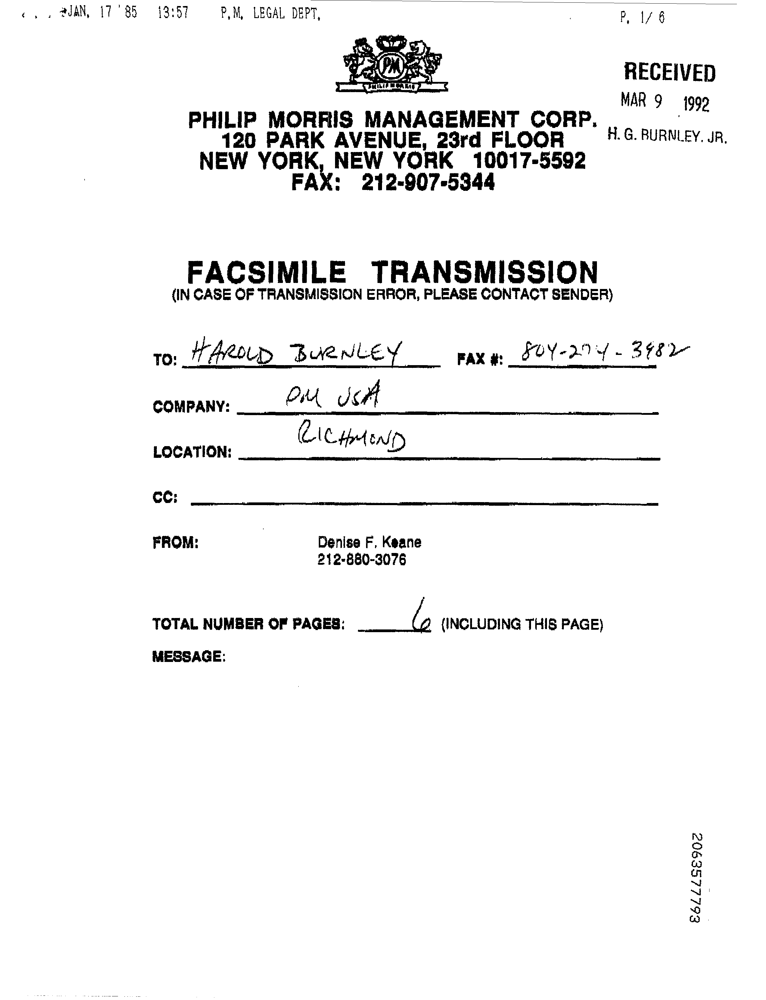 JAN. 17 '85 13:57 P.M. LEGAL DEPT. P. 1/ 6
PM
PHILIP MORRIS
RECEIVED
MAR 9 1992
H. G. BURNLEY, JR.
PHILIP MORRIS MANAGEMENT CORP.
120 PARK AVENUE, 23rd FLOOR
NEW YORK, NEW YORK 10017-5592
FAX: 212-907-5344
FACSIMILE TRANSMISSION
(IN CASE OF TRANSMISSION ERROR, PLEASE CONTACT SENDER)
TO: HAROLD BURNLEY FAX #: 804-274-3982
COMPANY: PM USA
LOCATION: RICHMOND
CC:
FROM: Denise F. Keane
212-880-3076
TOTAL NUMBER OF PAGES: 6 (INCLUDING THIS PAGE)
MESSAGE:
2063577793